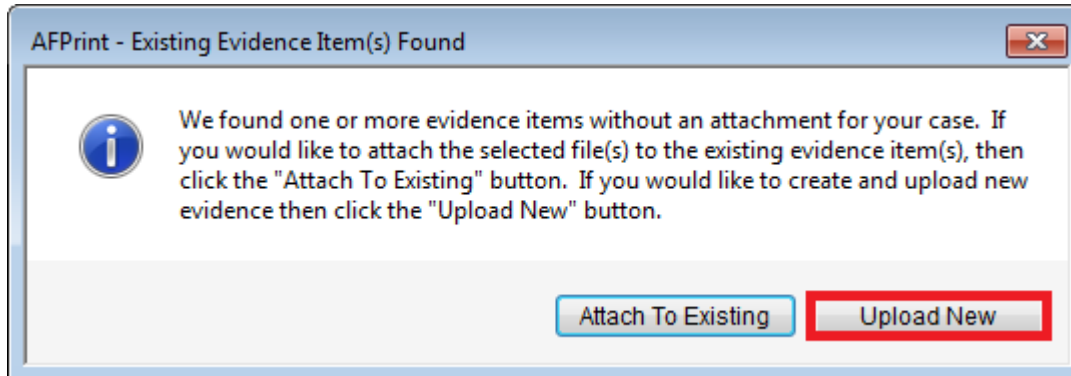 AFPrint - Existing Evidence Item(s) Found
We found one or more evidence items without an attachment for your case. If
you would like to attach the selected file(s) to the existing evidence item(s), then
click the "Attach To Existing" button. If you would like to create and upload new
evidence then click the "Upload New" button.
Attach To Existing
Upload New